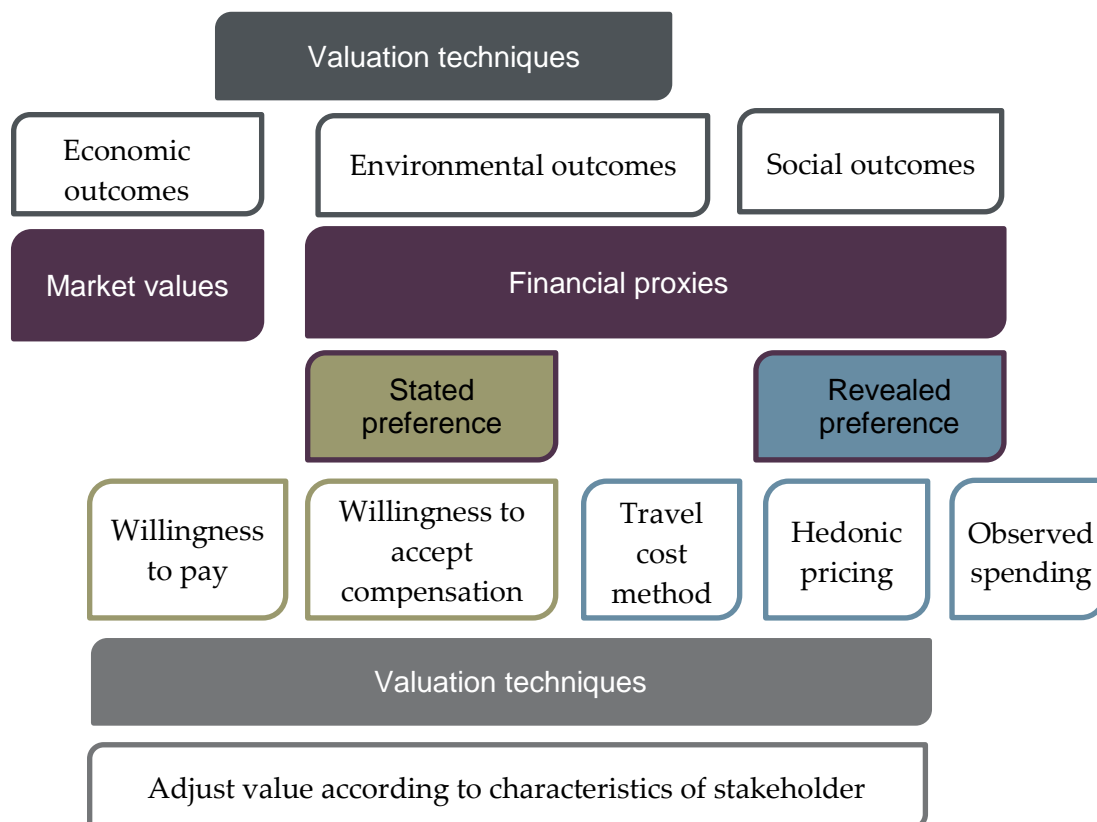 Valuation techniques
Economic
outcomes
Environmental outcomes
Social outcomes
Market values
Financial proxies
Stated
preference
Revealed
preference
Willingness
to pay
Willingness to
accept
compensation
Travel
cost
method
Hedonic
pricing
Observed
spending
Valuation techniques
Adjust value according to characteristics of stakeholder